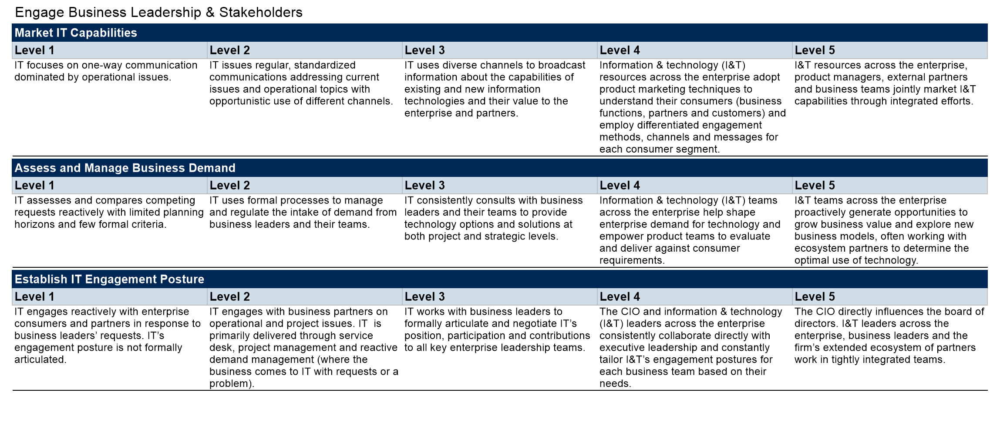 Engage Business Leadership & Stakeholders
Market IT Capabilities
Level 1
IT focuses on one-way communication
dominated by operational issues.
Level 2
IT issues regular, standardized
communications addressing current
issues and operational topics with
opportunistic use of different channels.
Level 3
IT uses diverse channels to broadcast
information about the capabilities of
existing and new information
technologies and their value to the
enterprise and partners.
Level 4
Information & technology (I&T)
resources across the enterprise adopt
product marketing techniques to
understand their consumers (business
functions, partners and customers) and
employ differentiated engagement
methods, channels and messages for
each consumer segment.
Level 5
I&T resources across the enterprise,
product managers, external partners
and business teams jointly market I&T
capabilities through integrated efforts.
Assess and Manage Business Demand
Level 1
IT assesses and compares competing
requests reactively with limited planning
horizons and few formal criteria.
Level 2
IT uses formal processes to manage
and regulate the intake of demand from
business leaders and their teams.
Level 3
IT consistently consults with business
leaders and their teams to provide
technology options and solutions at
both project and strategic levels.
Level 4
Information & technology (I&T) teams
across the enterprise help shape
enterprise demand for technology and
empower product teams to evaluate
and deliver against consumer
requirements.
Level 5
I&T teams across the enterprise
proactively generate opportunities to
grow business value and explore new
business models, often working with
ecosystem partners to determine the
optimal use of technology.
Establish IT Engagement Posture
Level 1
IT engages reactively with enterprise
consumers and partners in response to
business leaders’ requests. IT’s
engagement posture is not formally
articulated.
Level 2
IT engages with business partners on
operational and project issues. IT  is
primarily delivered through service
desk, project management and reactive
demand management (where the
business comes to IT with requests or a
problem).
Level 3
IT works with business leaders to
formally articulate and negotiate IT’s
position, participation and contributions
to all key enterprise leadership teams.
Level 4
The CIO and information & technology
(I&T) leaders across the enterprise
consistently collaborate directly with
executive leadership and constantly
tailor I&T’s engagement postures for
each business team based on their
needs.
Level 5
The CIO directly influences the board of
directors. I&T leaders across the
enterprise, business leaders and the
firm’s extended ecosystem of partners
work in tightly integrated teams.